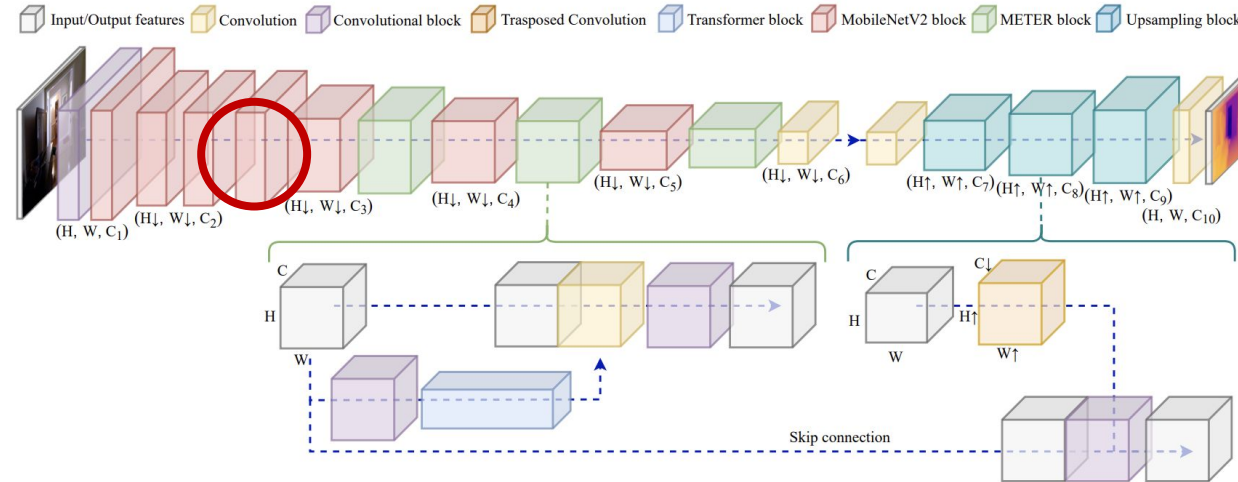 Input/Output features Convolution Convolutional block Trasposed Convolution Transformer block MobileNetV2 block METER block Upsampling block
(H, W, C1)
(H↓, W↓, C2)
(H↓, W↓, C3)
(H↓, W↓, C4)
(H↓, W↓, C5)
(H↓, W↓, C6)
(H↑, W↑, C7)
(H↑, W↑, C8)
(H↑, W↑, C9)
(H, W, C10)
C
H
W
C
H
W
C↓
H↑
W↑
Skip connection